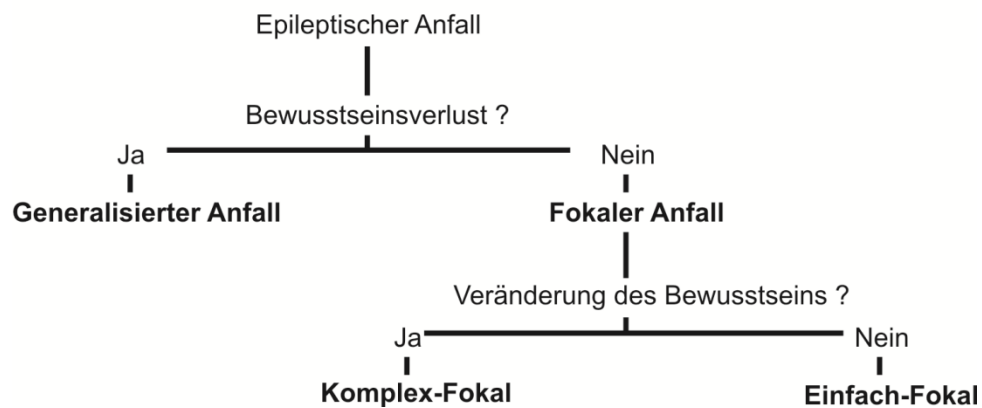 Epileptischer Anfall
Bewusstseinsverlust ?
Ja
Nein
Generalisierter Anfall
Fokaler Anfall
Veränderung des Bewusstseins ?
Ja
Nein
Komplex-Fokal
Einfach-Fokal